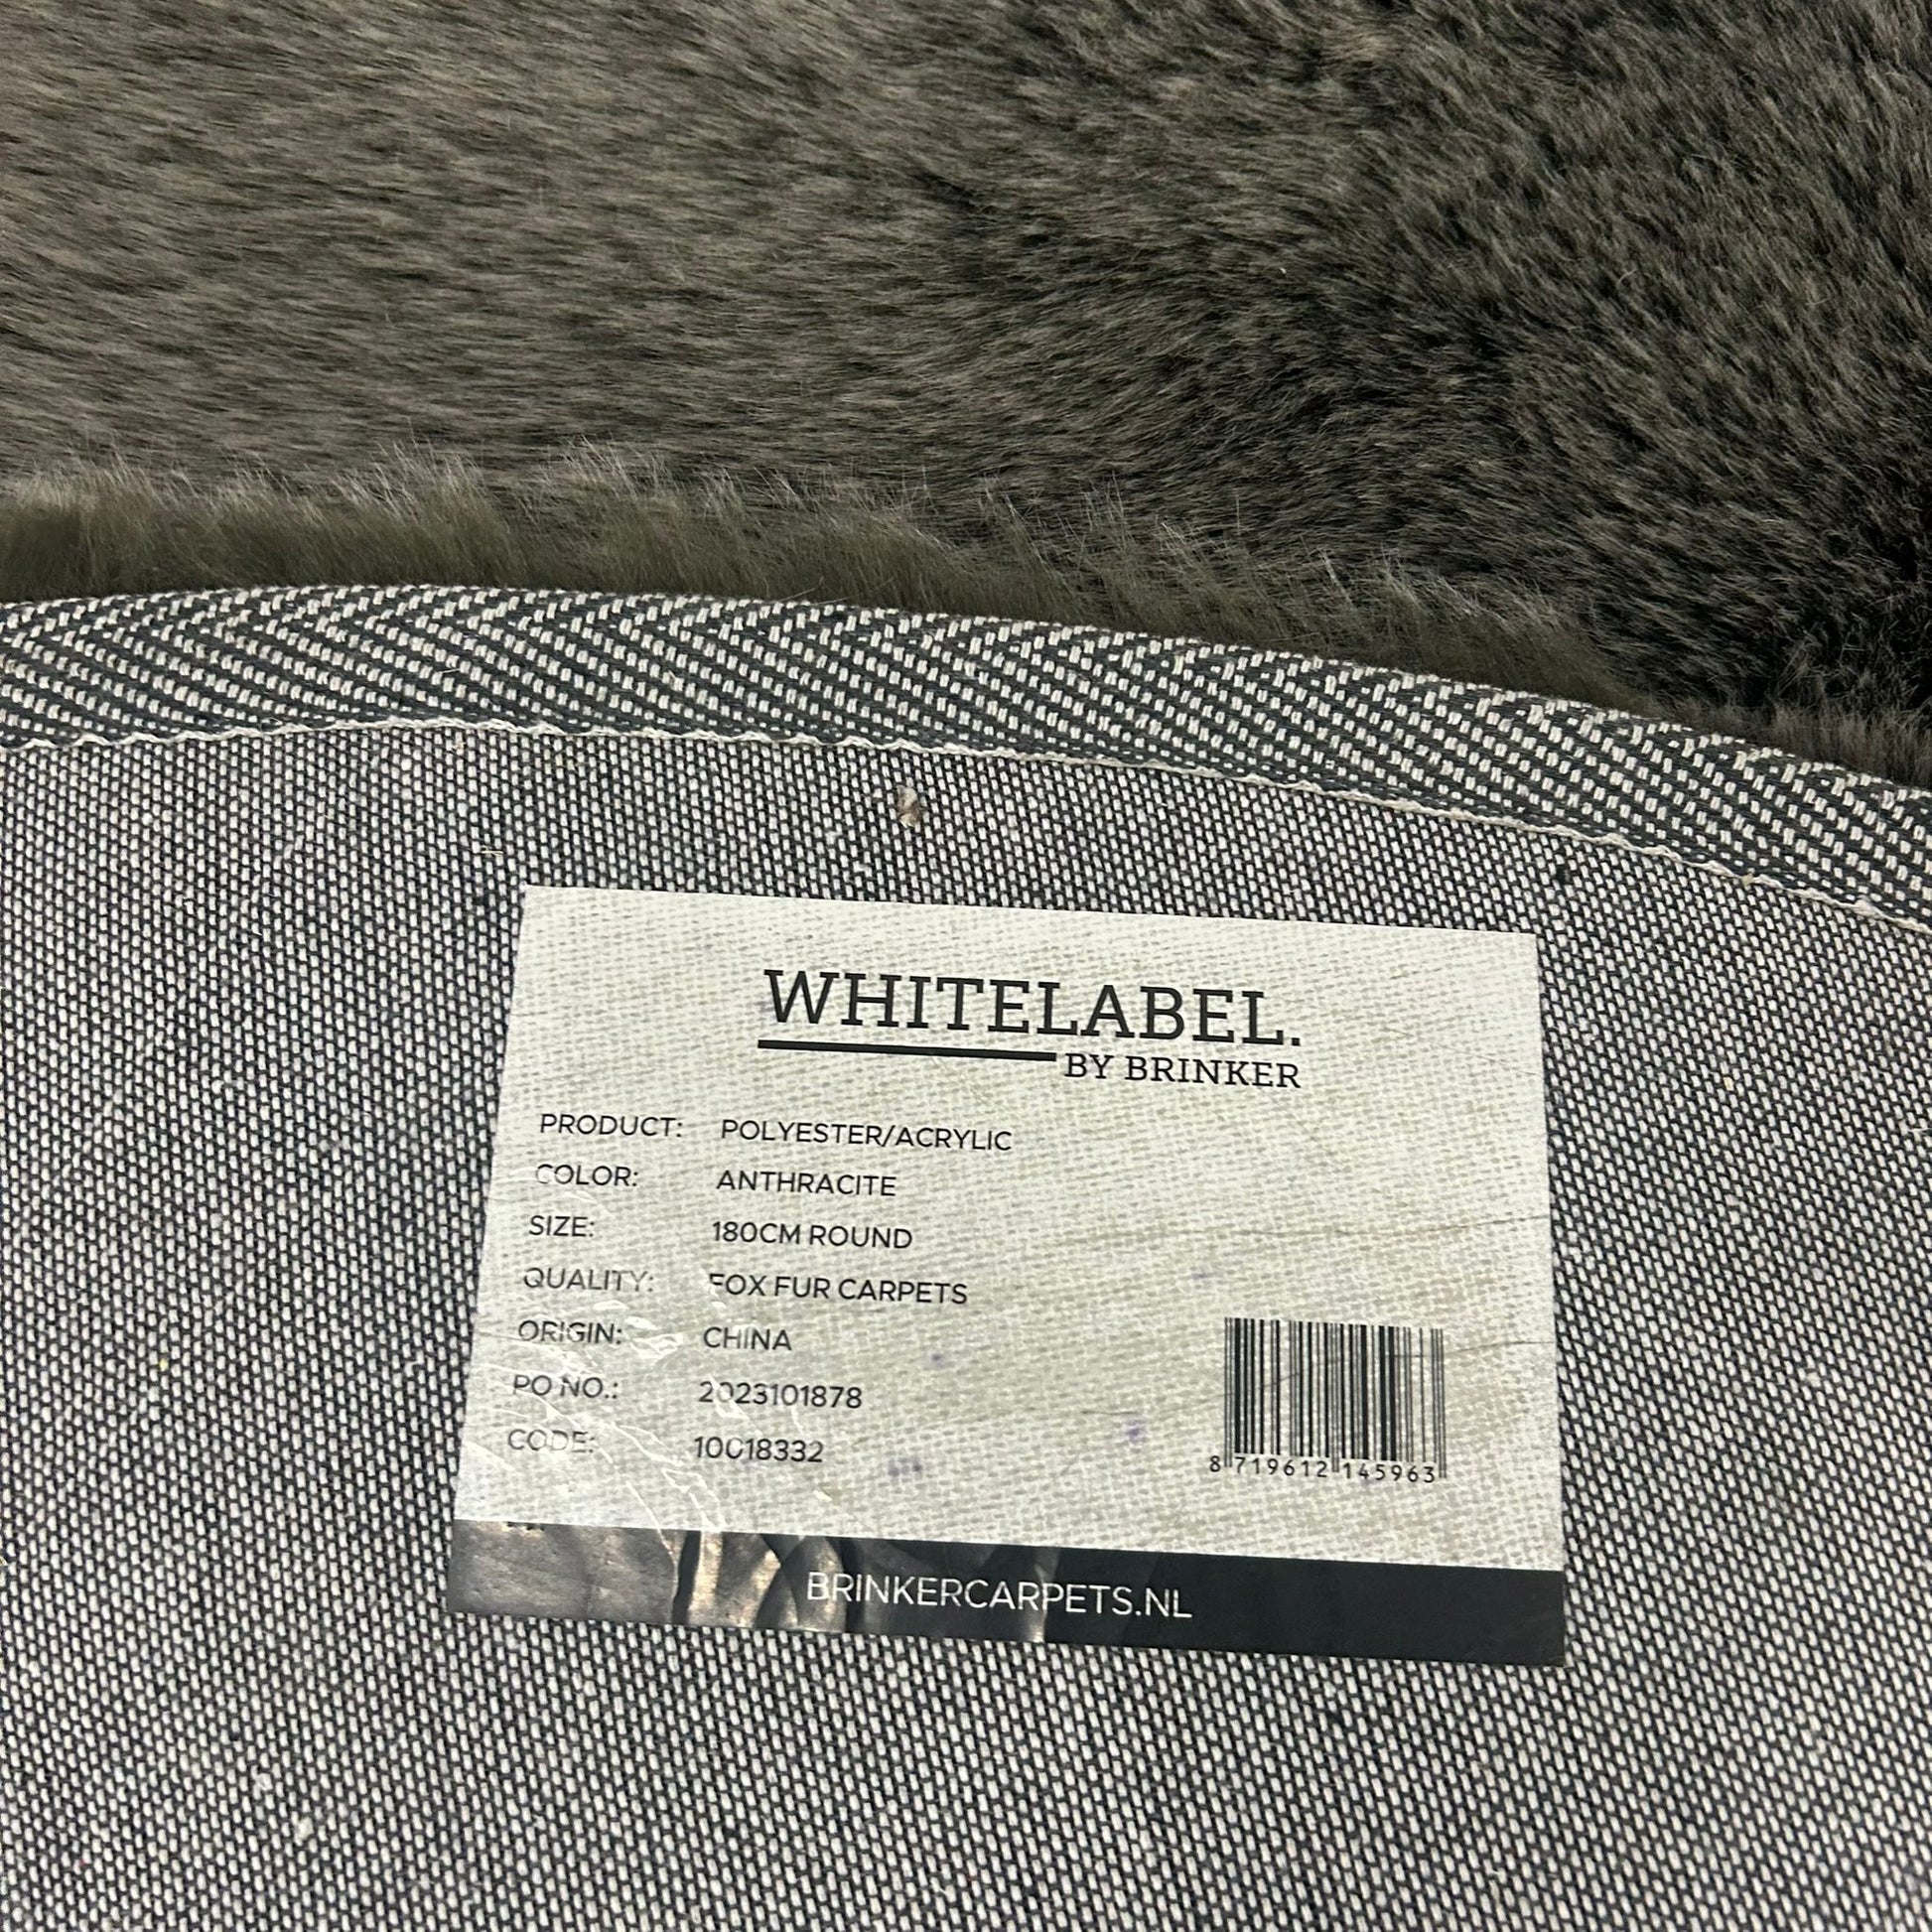 WHITELABEL.
BY BRINKER
PRODUCT: POLYESTER/ACRYLIC
COLOR: ANTHRACITE
SIZE: 180CM ROUND
QUALITY: FOX FUR CARPETS
ORIGIN: CHINA
PO NO.: 2023101878
CODE: 10018332
8 719612 145963
BRINKERCARPETS.NL